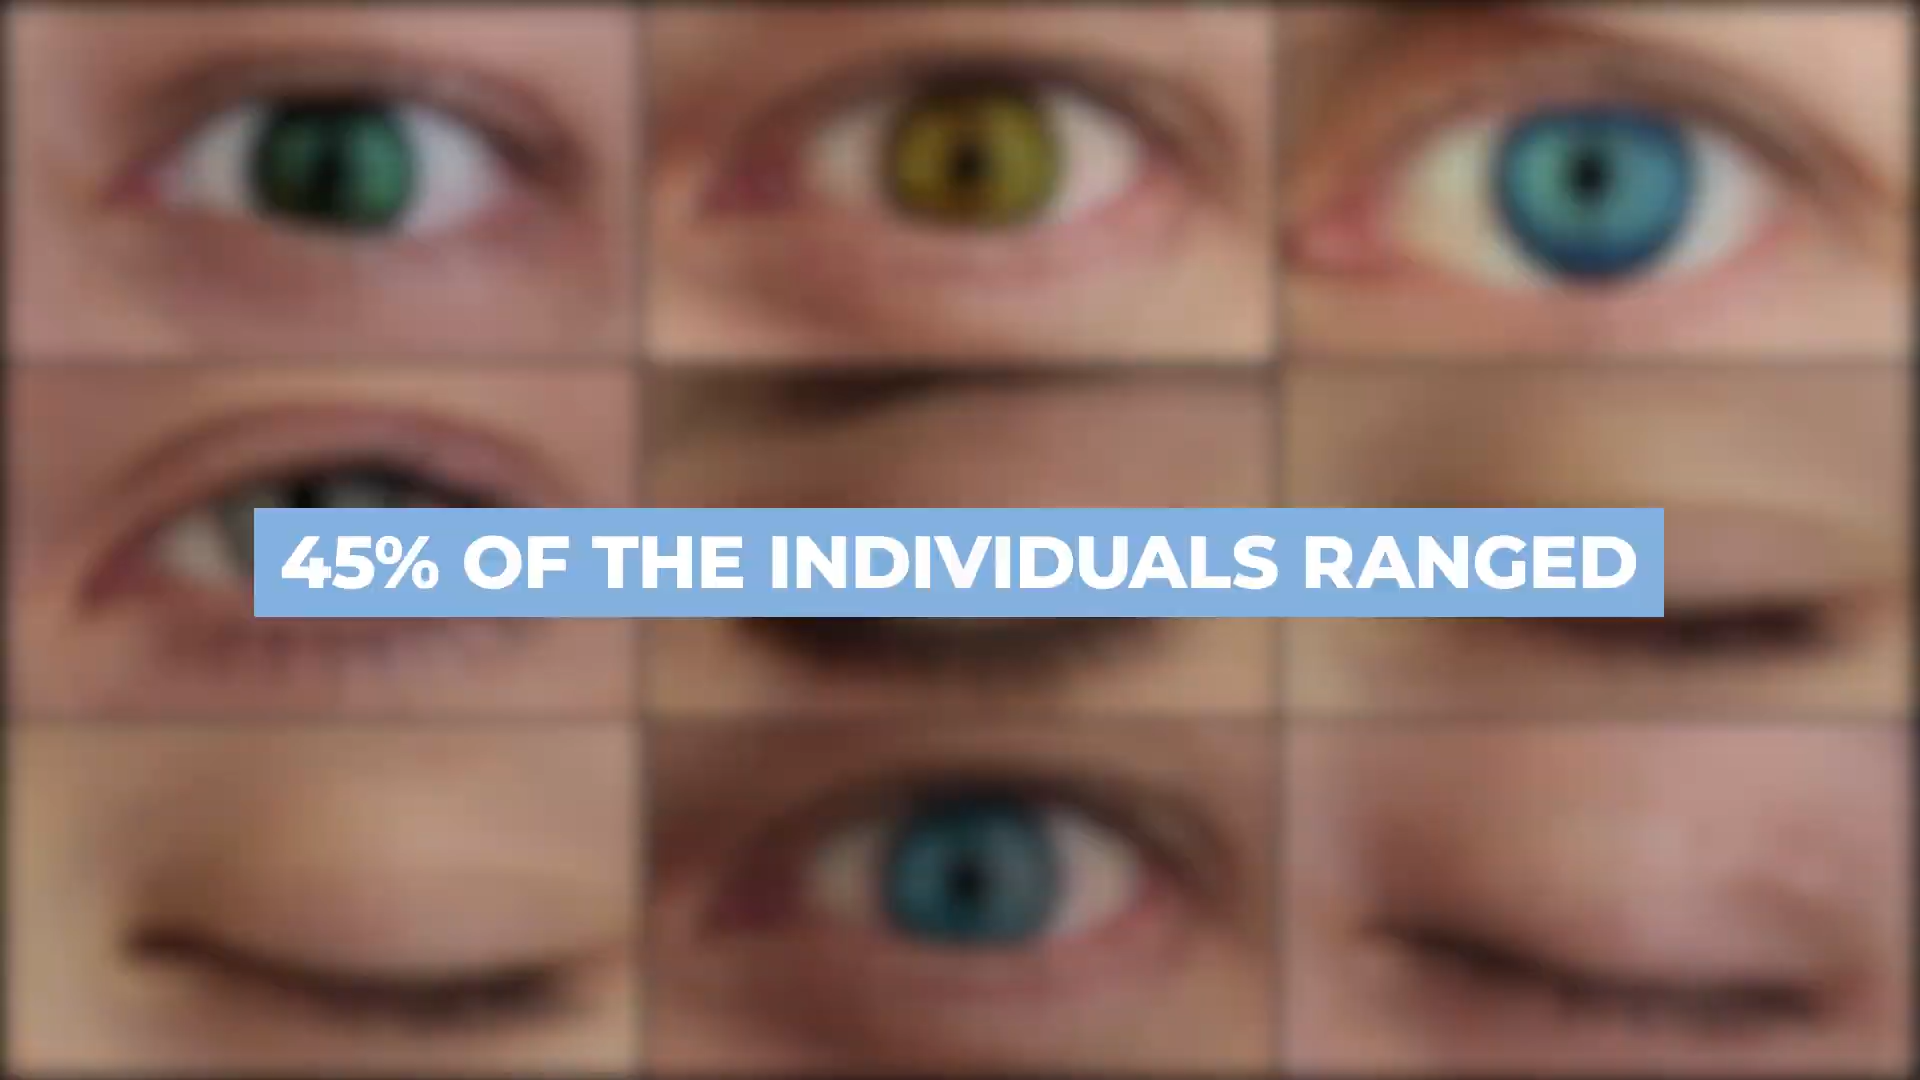 45% OF THE INDIVIDUALS RANGED